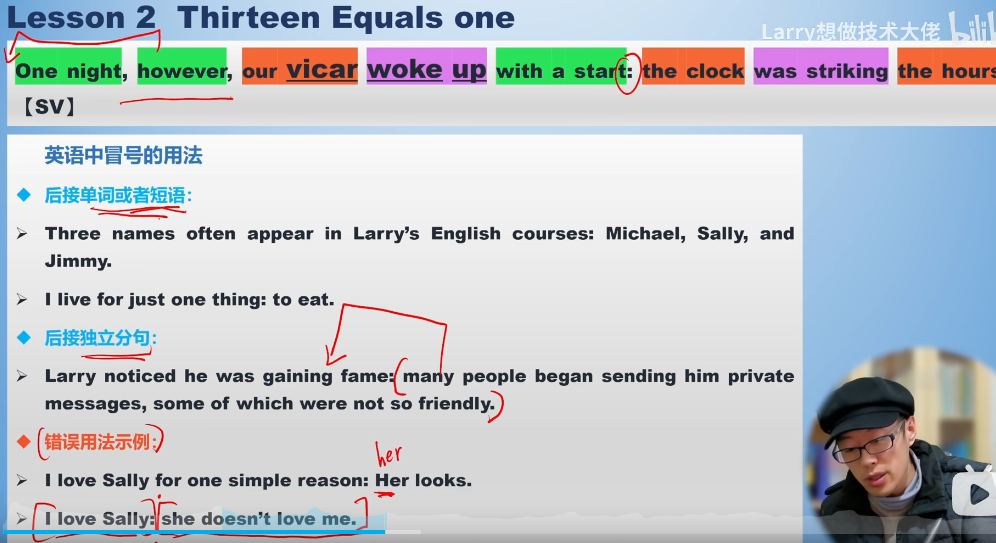 Lesson 2 Thirteen Equals one
Larry想做技术大佬 bili
One night, however, our vicar woke up with a start: the clock was striking the hours
【SV】
英语中冒号的用法
◆ 后接单词或者短语:
➢ Three names often appear in Larry's English courses: Michael, Sally, and
Jimmy.
➢ I live for just one thing: to eat.
◆ 后接独立分句:
➢ Larry noticed he was gaining fame: many people began sending him private
messages, some of which were not so friendly.
◆ 错误用法示例:
her
➢ I love Sally for one simple reason: Her looks.
➢ I love Sally: she doesn't love me.